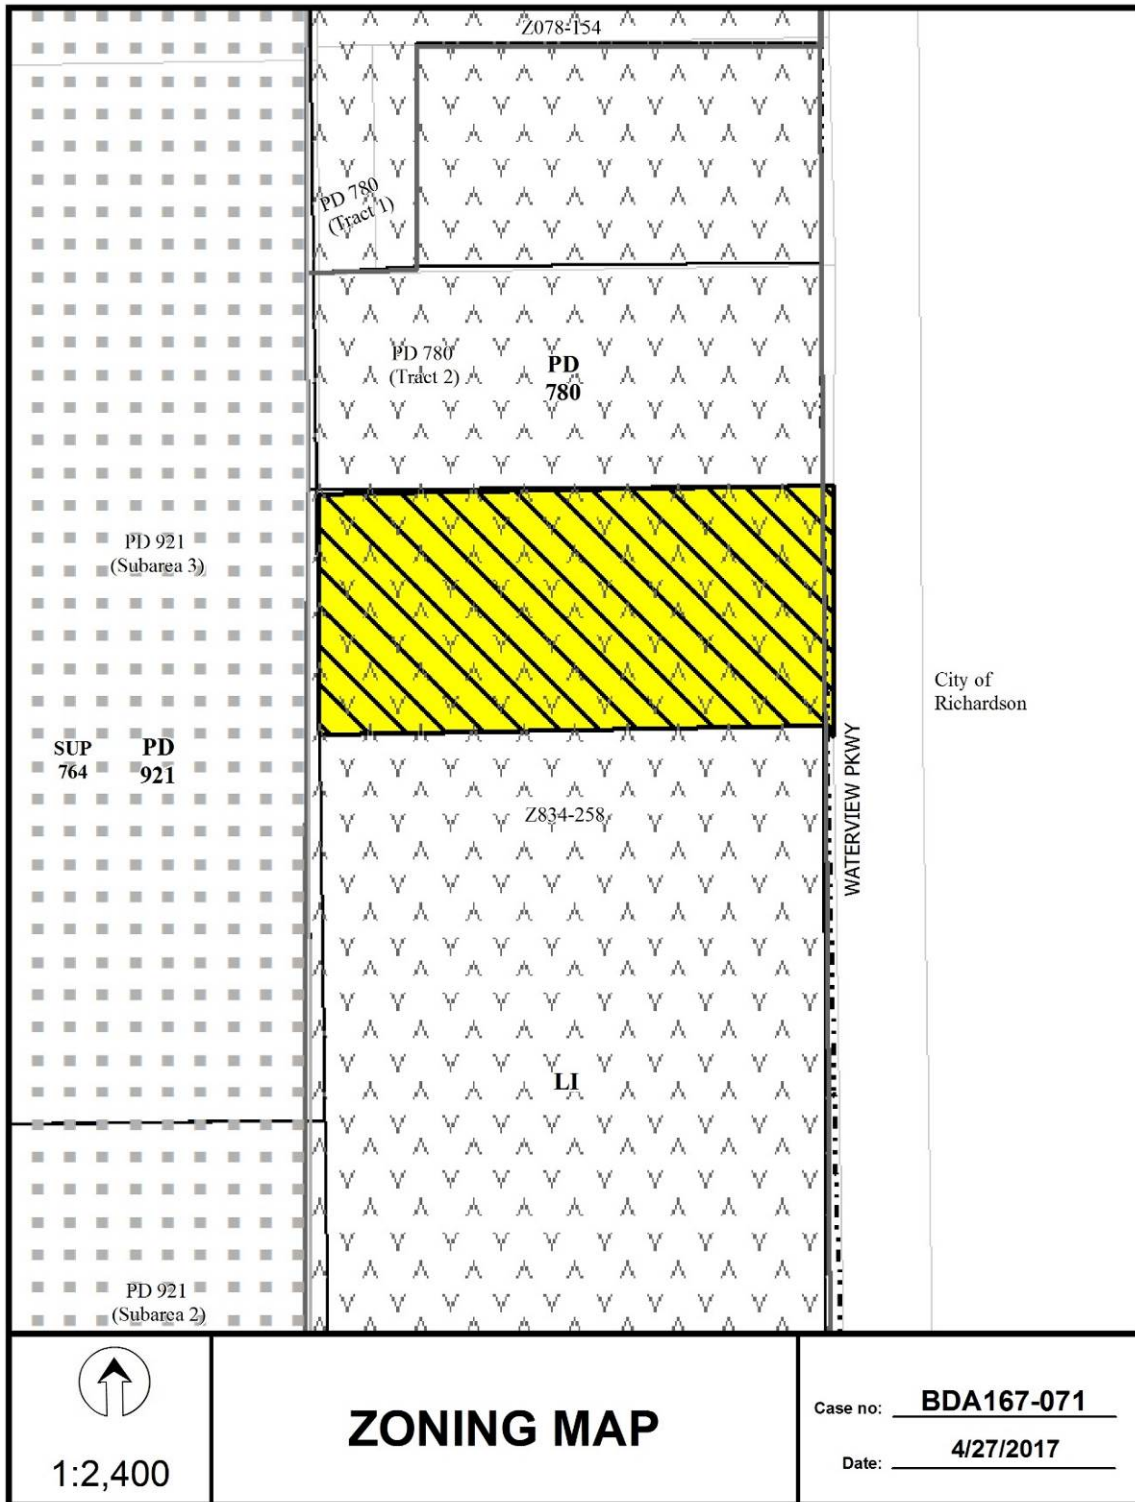 Z078-154
PD 780
(Tract 1)
PD 780
(Tract 2)
PD
780
PD 921
(Subarea 3)
City of
Richardson
SUP
764
PD
921
WATERVIEW PKWY
Z834-258
LI
PD 921
(Subarea 2)
1:2,400
ZONING MAP
Case no: BDA167-071
Date: 4/27/2017